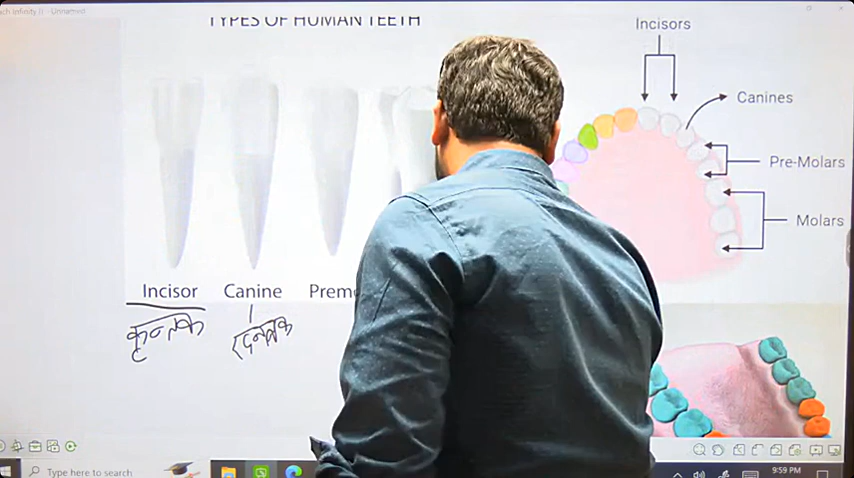 TYPES OF HUMAN TEETH
Incisors
Canines
Pre-Molars
Molars
Incisor
Canine
कृन्तक
रदनक
Type here to search
9:59 PM